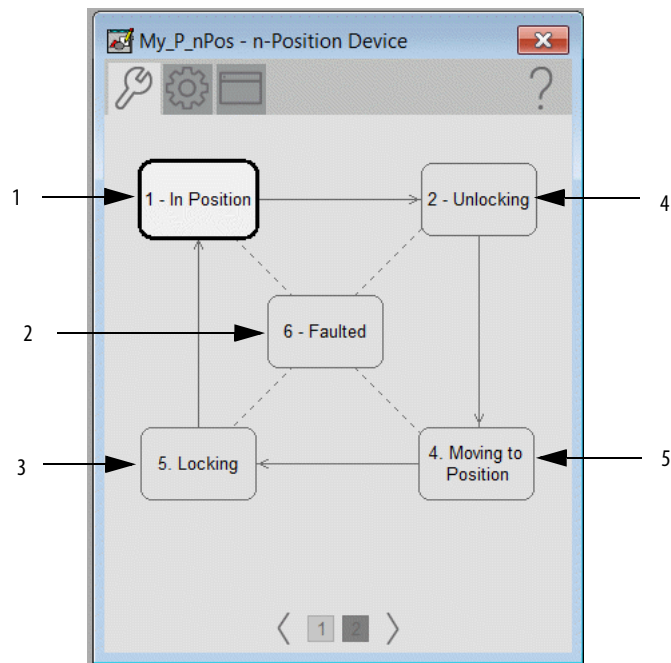 My_P_nPos - n-Position Device
?
1
1 - In Position
2 - Unlocking
4
2
6 - Faulted
3
5. Locking
4. Moving to
Position
5
1 2